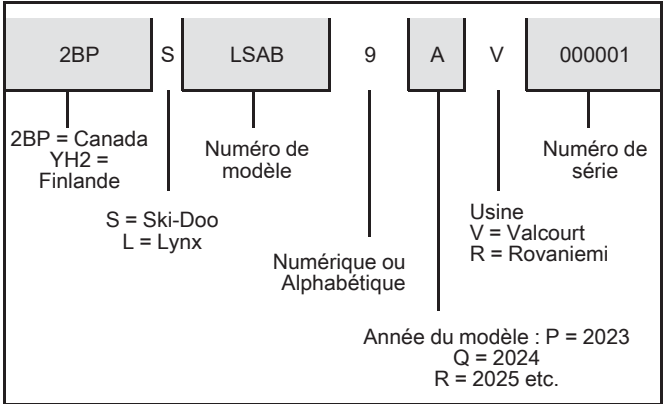 2BP S LSAB 9 A V 000001
2BP = Canada
YH2 =
Finlande
Numéro de
modèle
Numéro de
série
S = Ski-Doo
L = Lynx
Usine
V = Valcourt
R = Rovaniemi
Numérique ou
Alphabétique
Année du modèle : P = 2023
Q = 2024
R = 2025 etc.